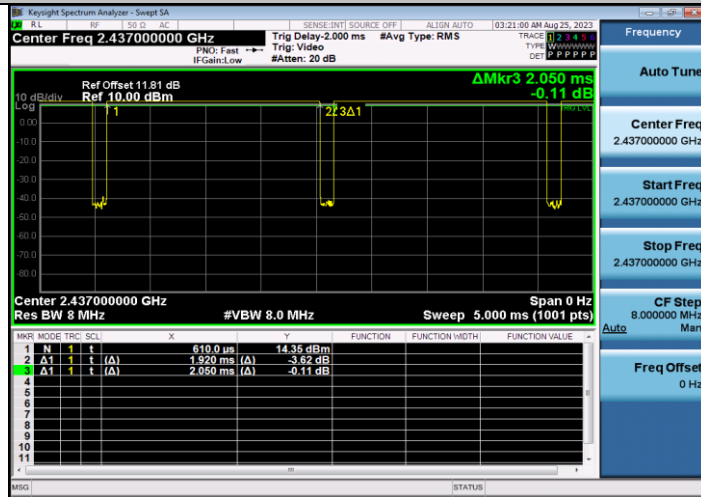 Keysight Spectrum Analyzer - Swept SA
RL RF 50 Ω AC SENSE:INT SOURCE OFF ALIGN AUTO 03:21:00 AM Aug 25, 2023
Center Freq 2.437000000 GHz
Trig Delay-2.000 ms #Avg Type: RMS
TRACE 1 2 3 4 5 6
PNO: Fast Trig: Video
TYPE WWWWWW
IFGain:Low #Atten: 20 dB
DET P P P P P P
ΔMkr3 2.050 ms
-0.11 dB
Ref Offset 11.81 dB
10 dB/div Ref 10.00 dBm
Log
TRIG LVL
1
2 3Δ1
0.00
-10.0
-20.0
-30.0
-40.0
-50.0
-60.0
-70.0
-80.0
Center 2.437000000 GHz Span 0 Hz
Res BW 8 MHz #VBW 8.0 MHz Sweep 5.000 ms (1001 pts)
MKR MODE TRC SCL X Y FUNCTION FUNCTION WIDTH FUNCTION VALUE
1 N 1 t 610.0 µs 14.35 dBm
2 Δ1 1 t (Δ) 1.920 ms (Δ) -3.62 dB
3 Δ1 1 t (Δ) 2.050 ms (Δ) -0.11 dB
4
5
6
7
8
9
10
11
MSG STATUS
Frequency
Auto Tune
Center Freq
2.437000000 GHz
Start Freq
2.437000000 GHz
Stop Freq
2.437000000 GHz
CF Step
8.000000 MHz
Auto Man
Freq Offset
0 Hz